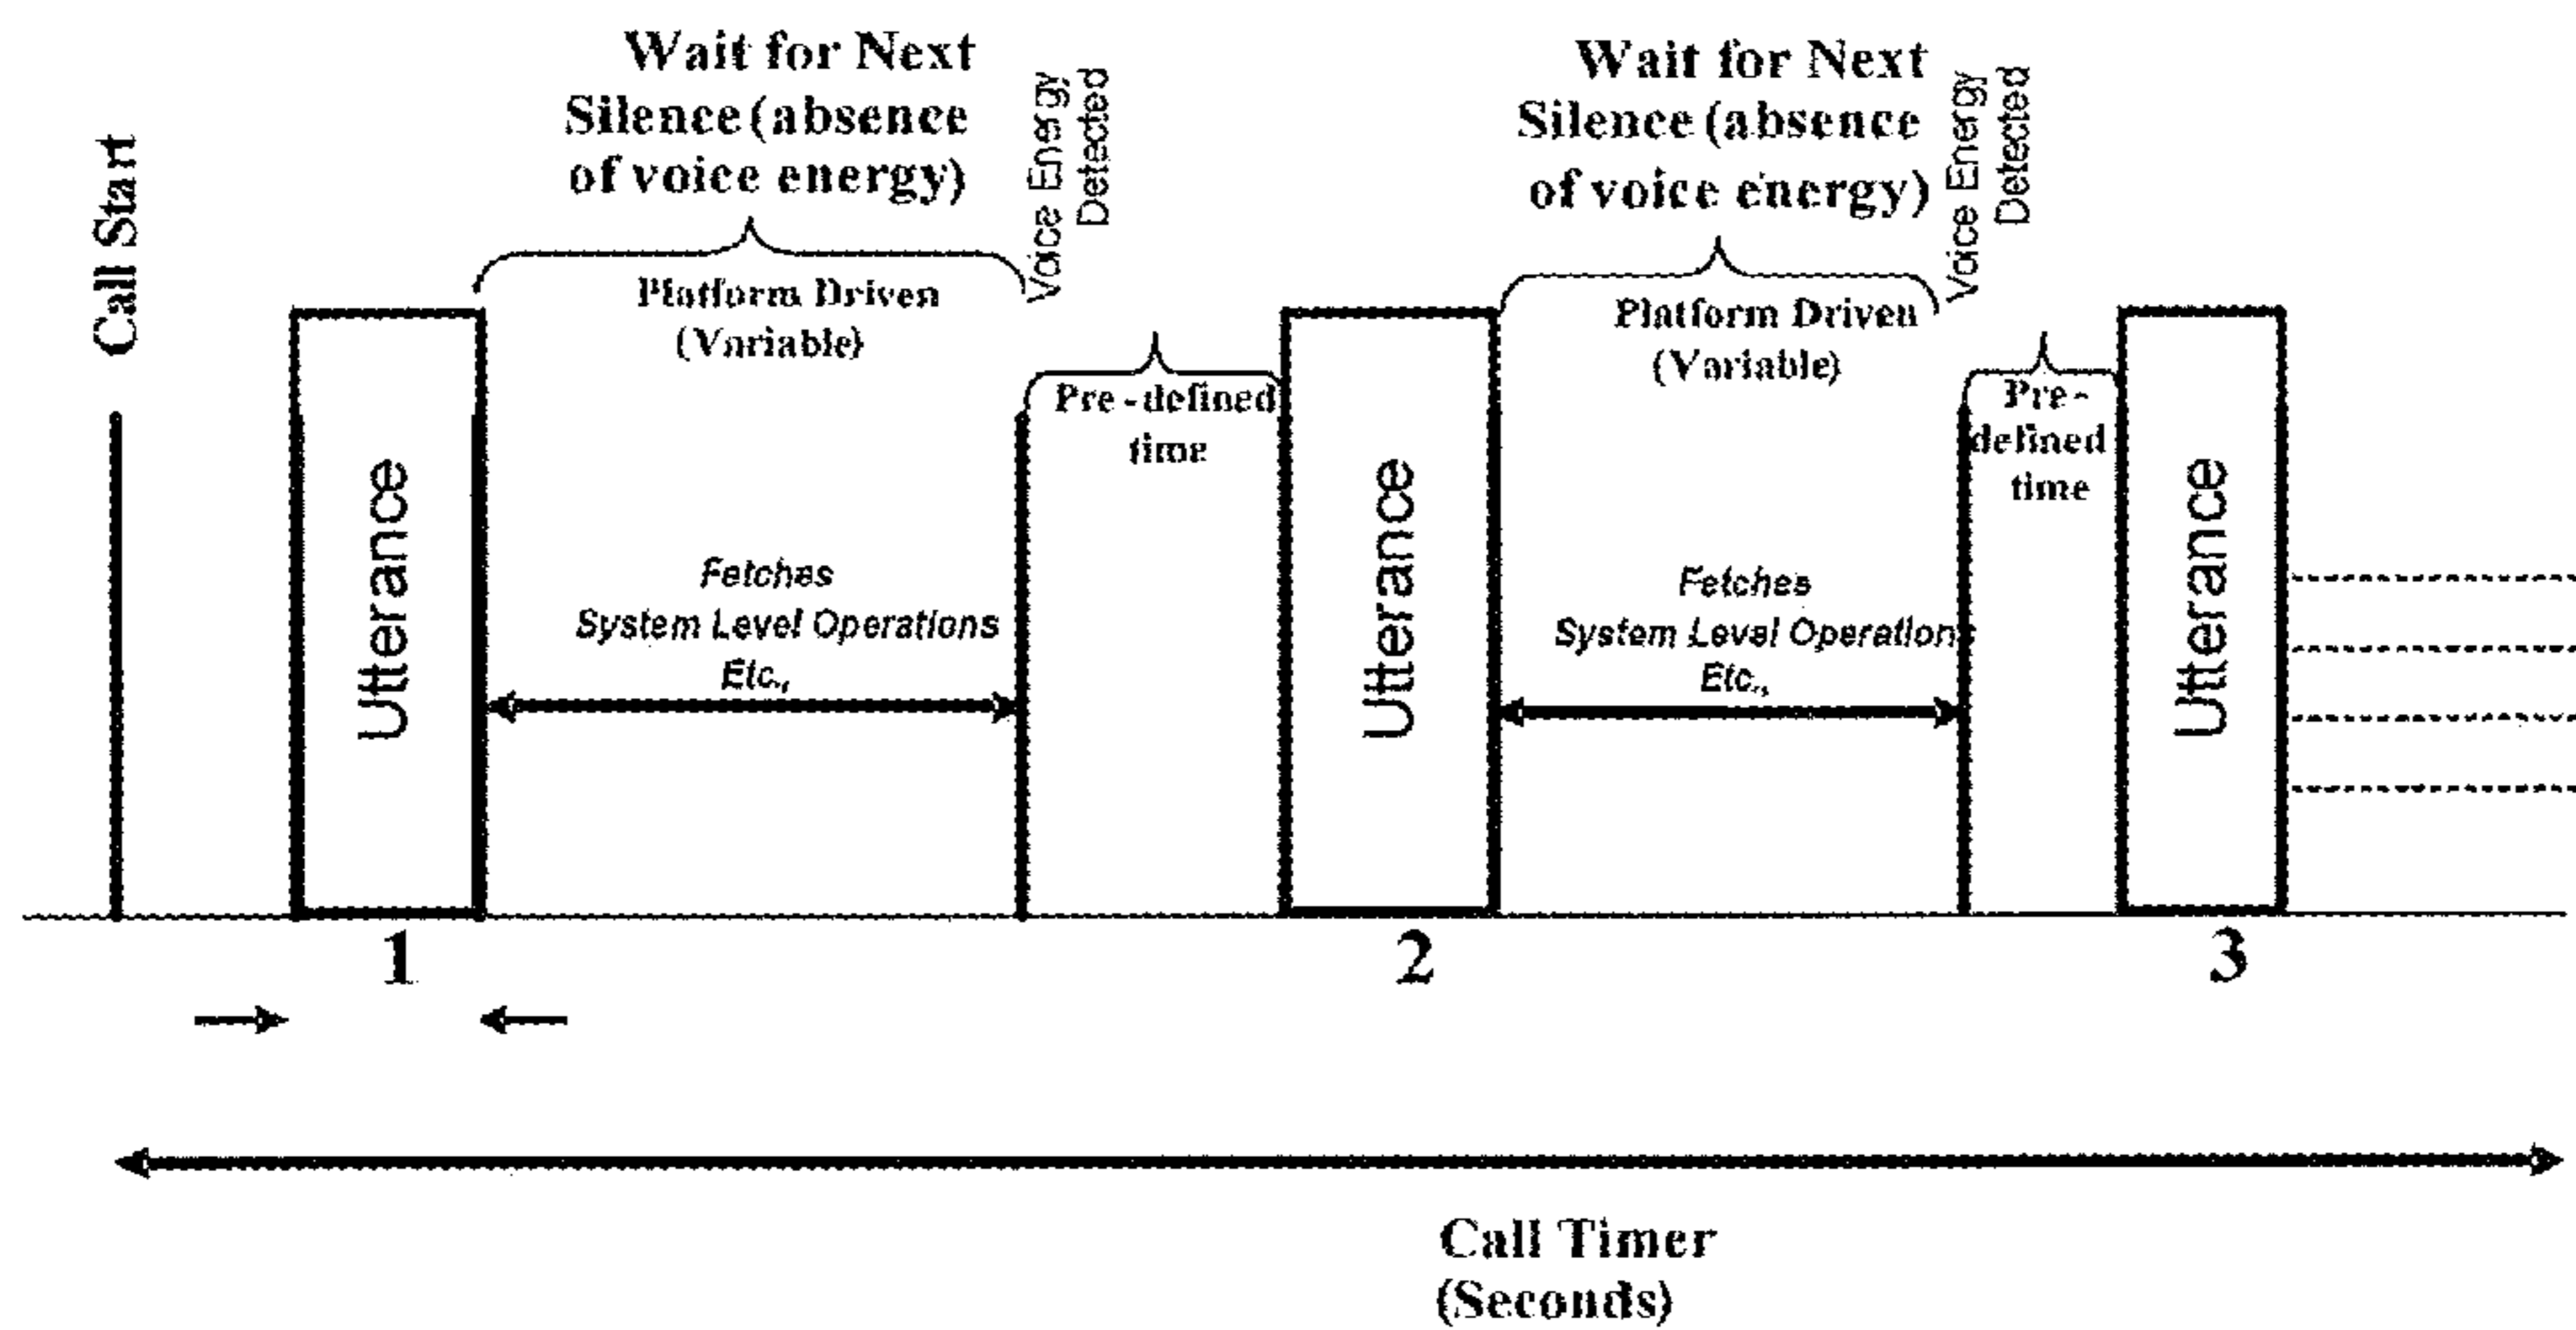 Call Start
Wait for Next
Silence (absence
of voice energy)
Platform Driven
(Variable)
Voice Energy
Detected
Pre-defined
time
Wait for Next
Silence (absence
of voice energy)
Platform Driven
(Variable)
Voice Energy
Detected
Pre-
defined
time
Utterance
Fetches
System Level Operations
Etc.,
Utterance
Fetches
System Level Operations
Etc.,
Utterance
1
2
3
Call Timer
(Seconds)